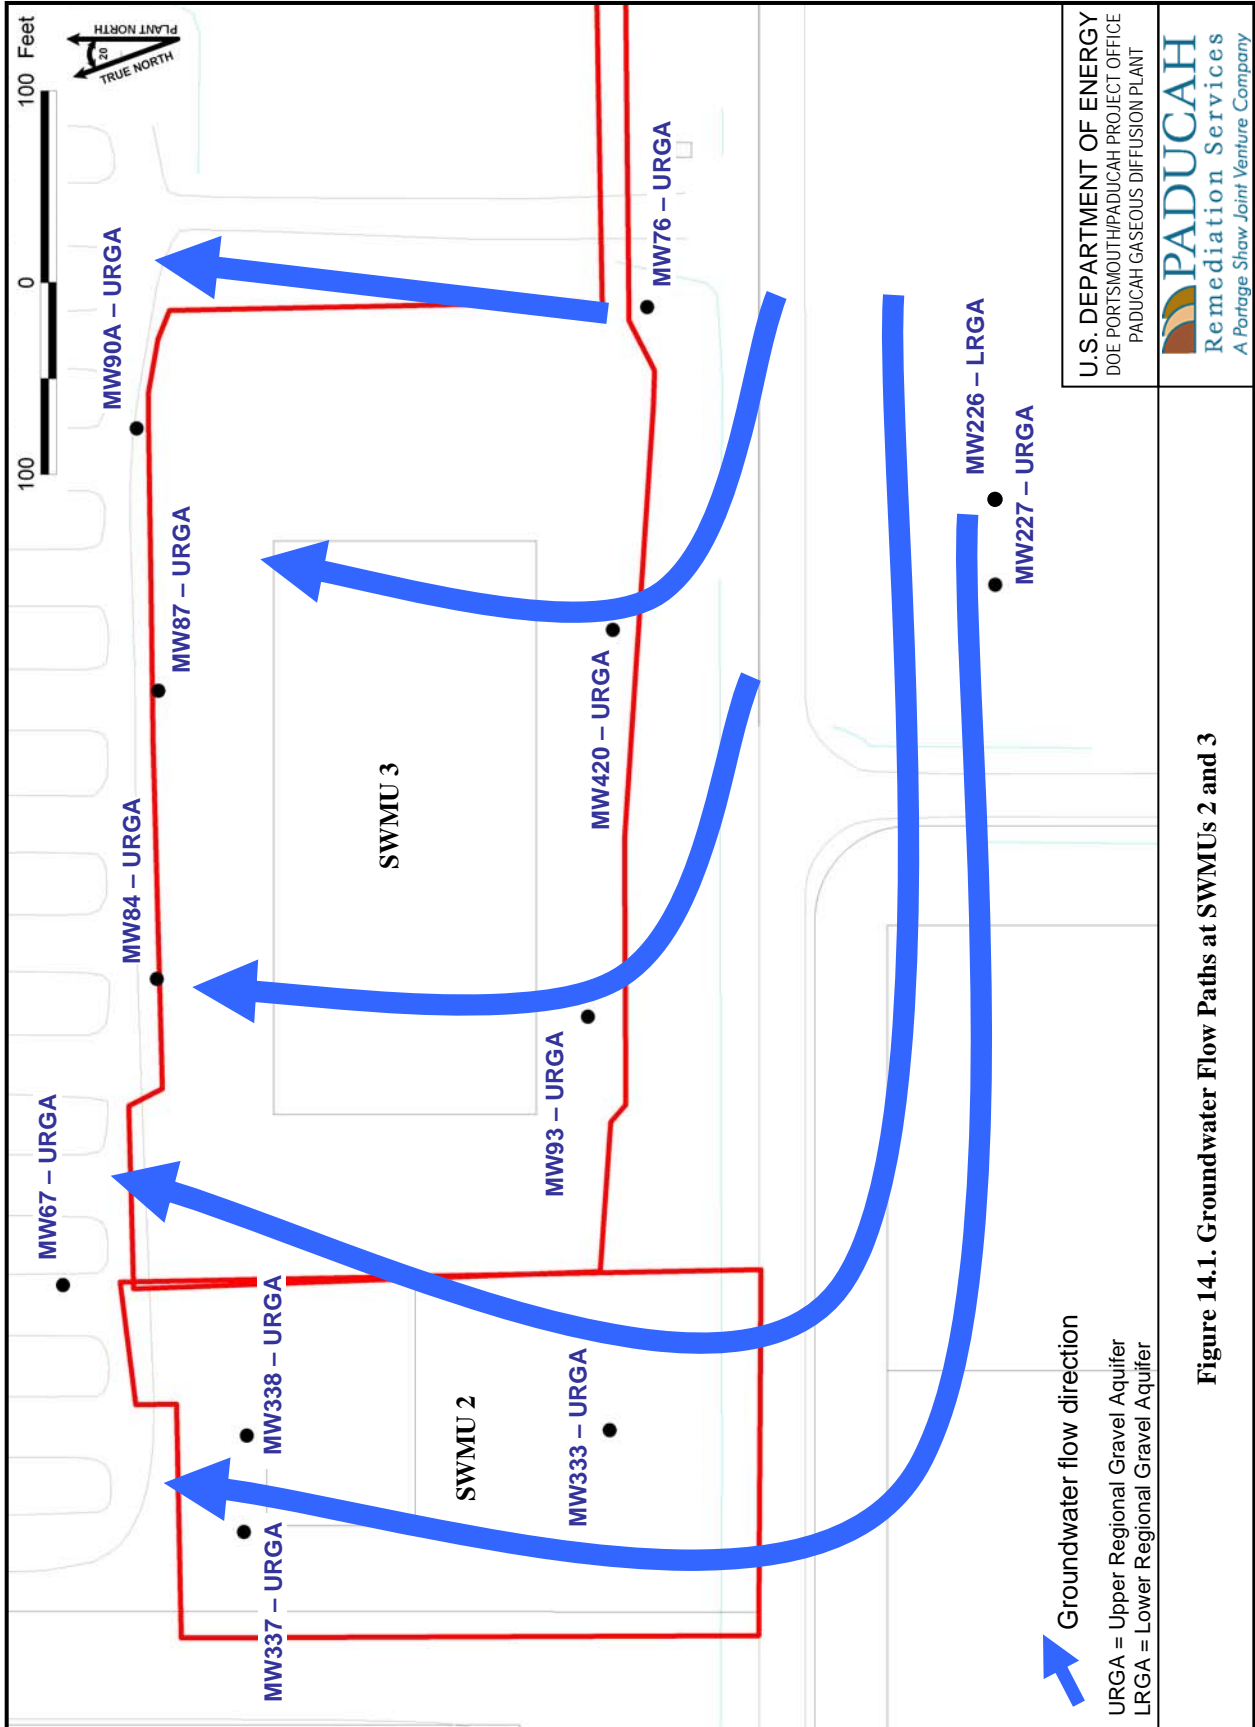 100
0
100 Feet
PLANT NORTH
20
TRUE NORTH
MW67 – URGA
MW84 – URGA
MW87 – URGA
MW90A – URGA
MW337 – URGA
MW338 – URGA
SWMU 2
MW333 – URGA
SWMU 3
MW93 – URGA
MW420 – URGA
MW76 – URGA
MW226 – LRGA
MW227 – URGA
Groundwater flow direction
URGA = Upper Regional Gravel Aquifer
LRGA = Lower Regional Gravel Aquifer
U.S. DEPARTMENT OF ENERGY
DOE PORTSMOUTH/PADUCAH PROJECT OFFICE
PADUCAH GASEOUS DIFFUSION PLANT
PADUCAH
Remediation Services
A Portage Shaw Joint Venture Company
Figure 14.1. Groundwater Flow Paths at SWMUs 2 and 3